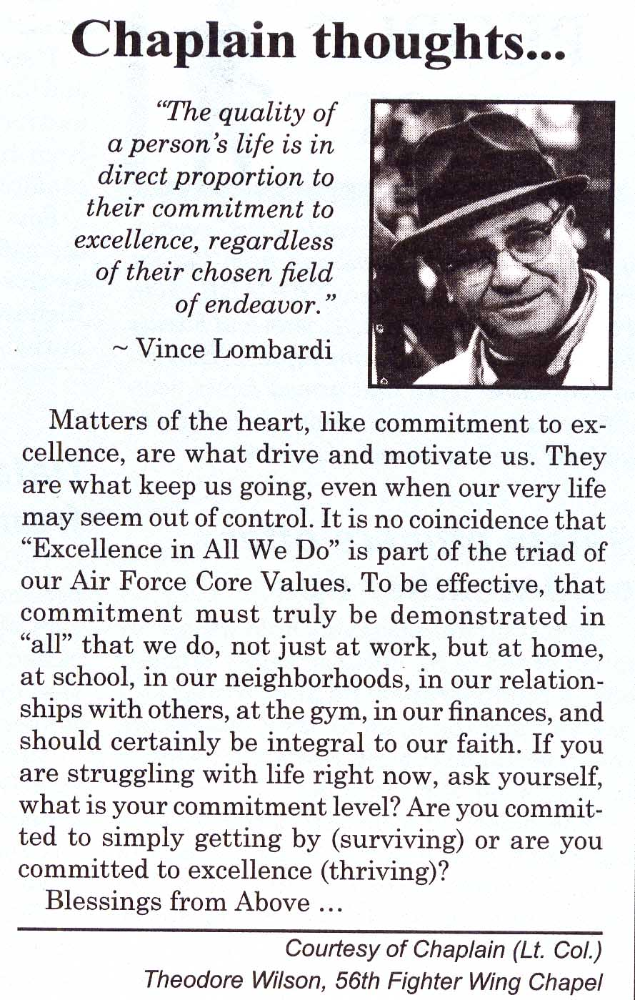 Chaplain thoughts...
“The quality of
a person’s life is in
direct proportion to
their commitment to
excellence, regardless
of their chosen field
of endeavor.”
~ Vince Lombardi
Matters of the heart, like commitment to ex-
cellence, are what drive and motivate us. They
are what keep us going, even when our very life
may seem out of control. It is no coincidence that
“Excellence in All We Do” is part of the triad of
our Air Force Core Values. To be effective, that
commitment must truly be demonstrated in
“all” that we do, not just at work, but at home,
at school, in our neighborhoods, in our relation-
ships with others, at the gym, in our finances, and
should certainly be integral to our faith. If you
are struggling with life right now, ask yourself,
what is your commitment level? Are you commit-
ted to simply getting by (surviving) or are you
committed to excellence (thriving)?
Blessings from Above ...
Courtesy of Chaplain (Lt. Col.)
Theodore Wilson, 56th Fighter Wing Chapel